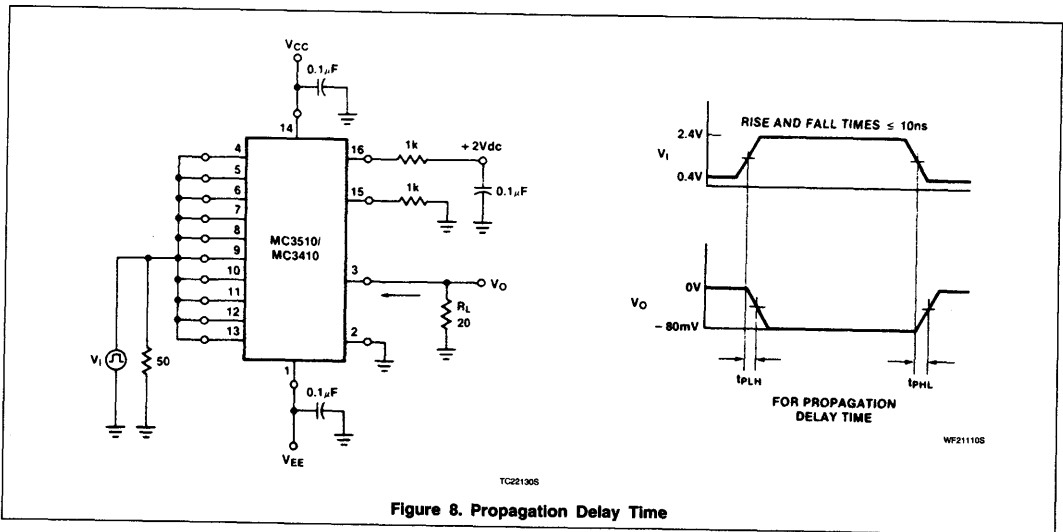 VCC
0.1µF
14
4
5
6
7
8
9
10
11
12
13
16
1k
+ 2Vdc
15
1k
0.1µF
MC3510/
MC3410
3
VO
RL
20
2
VI
50
1
0.1µF
VEE
TC22130S
RISE AND FALL TIMES ≤ 10ns
2.4V
VI
0.4V
0V
VO
– 80mV
tPLH
tPHL
FOR PROPAGATION
DELAY TIME
WF21110S
Figure 8. Propagation Delay Time